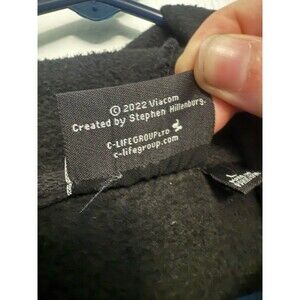 © 2022 Viacom
Created by Stephen Hillenburg.
C-LIFEGROUP LTD
c-lifegroup.com